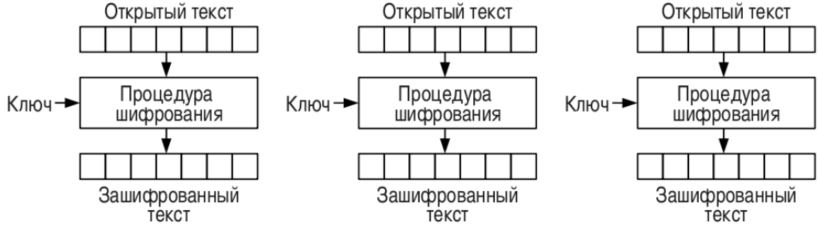 Открытый текст Открытый текст Открытый текст
Ключ Процедура шифрования Ключ Процедура шифрования Ключ Процедура шифрования
Зашифрованный текст Зашифрованный текст Зашифрованный текст